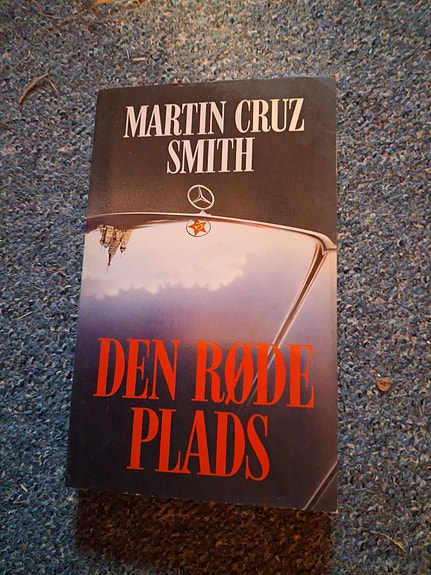 MARTIN CRUZ
SMITH
DEN RØDE
PLADS